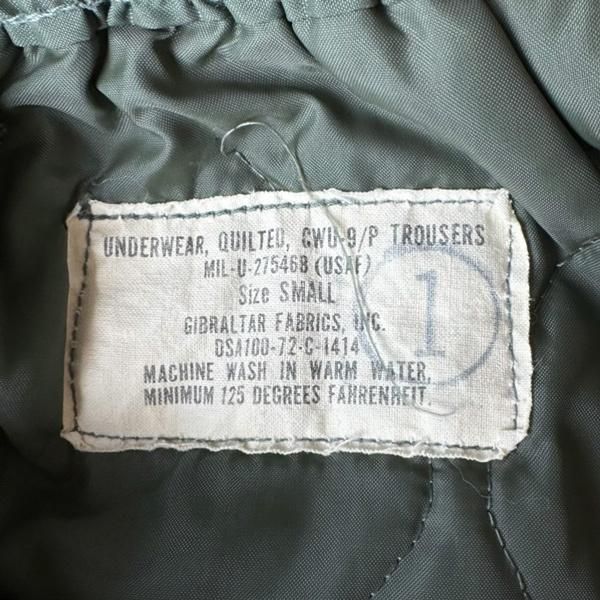 UNDERWEAR, QUILTED, CWU-9/P TROUSERS
MIL-U-27546B (USAF)
Size SMALL
GIBRALTAR FABRICS, INC.
DSA100-72-C-1414
MACHINE WASH IN WARM WATER,
MINIMUM 125 DEGREES FAHRENHEIT.
1